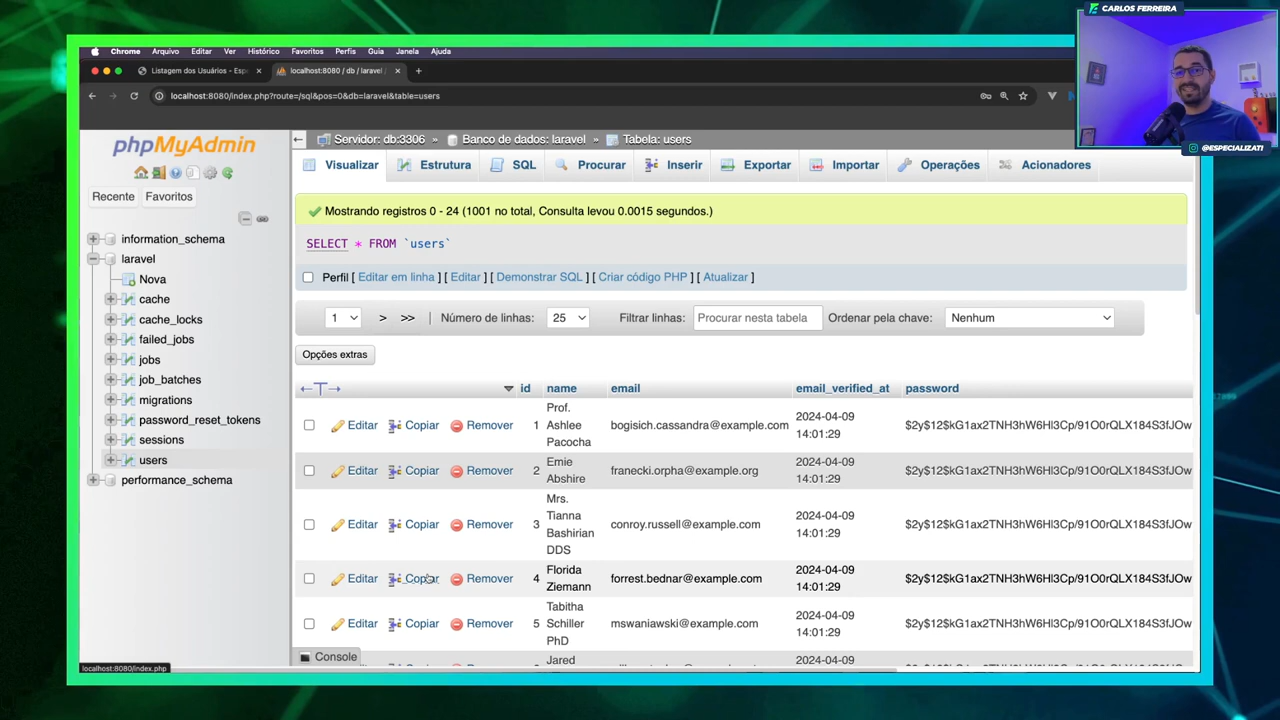 CARLOS FERREIRA
@ESPECIALIZATI
Chrome Arquivo Editar Ver Histórico Favoritos Perfis Guia Janela Ajuda
Listagem dos Usuários - Espe
localhost:8080 / db / laravel /
localhost:8080/index.php?route=/sql&pos=0&db=laravel&table=users
phpMyAdmin
Recente Favoritos
information_schema
laravel
Nova
cache
cache_locks
failed_jobs
jobs
job_batches
migrations
password_reset_tokens
sessions
users
performance_schema
Servidor: db:3306 » Banco de dados: laravel » Tabela: users
Visualizar Estrutura SQL Procurar Inserir Exportar Importar Operações Acionadores
Mostrando registros 0 - 24 (1001 no total, Consulta levou 0.0015 segundos.)
SELECT * FROM `users`
Perfil [ Editar em linha ] [ Editar ] [ Demonstrar SQL ] [ Criar código PHP ] [ Atualizar ]
1 > >> | Número de linhas: 25 Filtrar linhas: Procurar nesta tabela Ordenar pela chave: Nenhum
Opções extras
←T→ id name email email_verified_at password
Editar Copiar Remover 1 Prof. Ashlee Pacocha bogisich.cassandra@example.com 2024-04-09 14:01:29 $2y$12$kG1ax2TNH3hW6Hl3Cp/91O0rQLX184S3fJOw
Editar Copiar Remover 2 Ernie Abshire franecki.orpha@example.org 2024-04-09 14:01:29 $2y$12$kG1ax2TNH3hW6Hl3Cp/91O0rQLX184S3fJOw
Editar Copiar Remover 3 Mrs. Tianna Bashirian DDS conroy.russell@example.com 2024-04-09 14:01:29 $2y$12$kG1ax2TNH3hW6Hl3Cp/91O0rQLX184S3fJOw
Editar Copiar Remover 4 Florida Ziemann forrest.bednar@example.com 2024-04-09 14:01:29 $2y$12$kG1ax2TNH3hW6Hl3Cp/91O0rQLX184S3fJOw
Editar Copiar Remover 5 Tabitha Schiller PhD mswaniawski@example.com 2024-04-09 14:01:29 $2y$12$kG1ax2TNH3hW6Hl3Cp/91O0rQLX184S3fJOw
Jared 2024-04-09
Console
localhost:8080/index.php